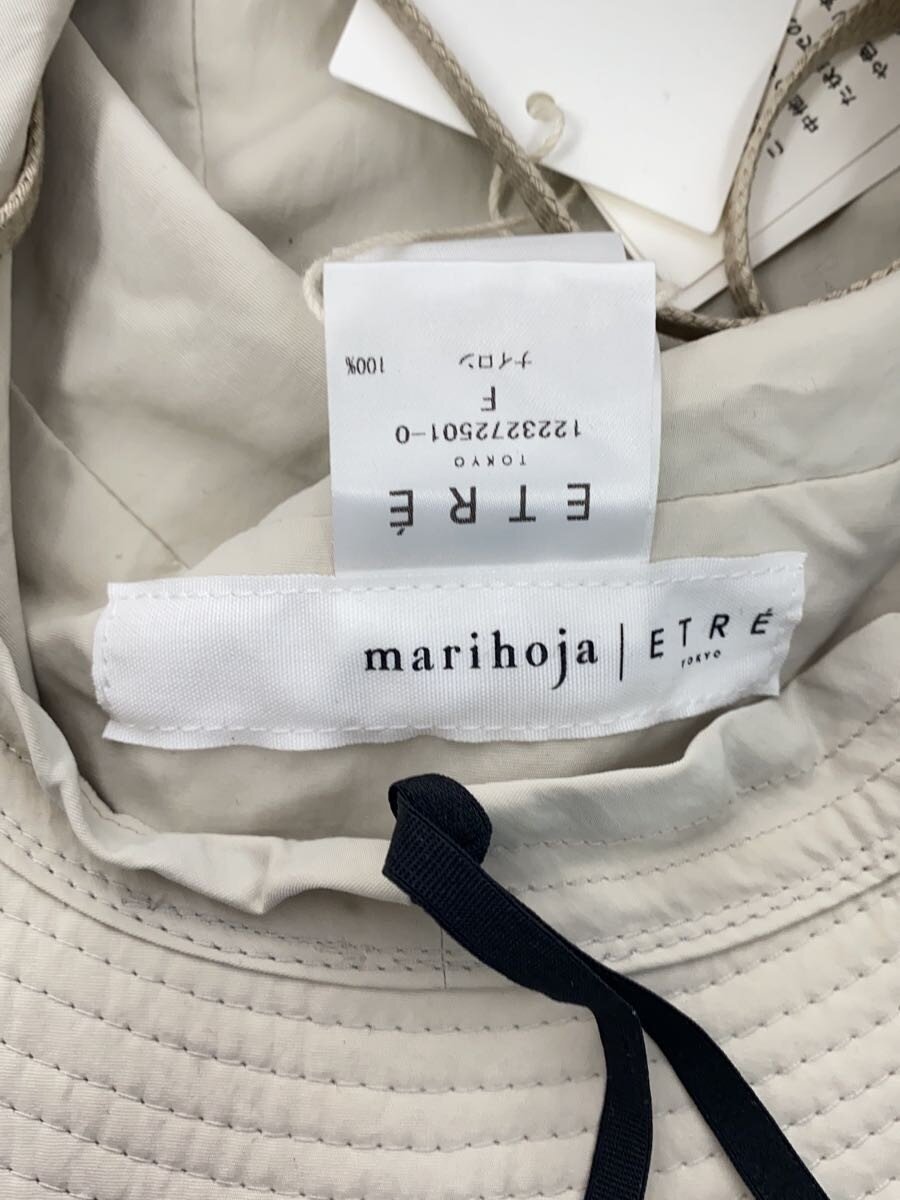 ETRÉ
TOKYO
1223272501-0
F
ナイロン 100%
marihoja | ETRÉ
TOKYO